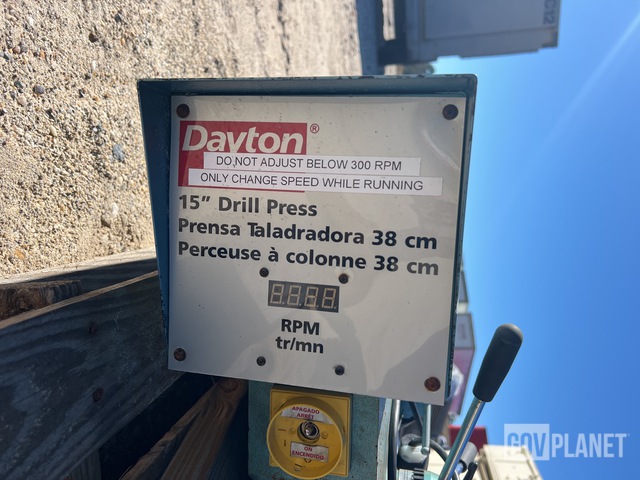 Dayton®
DO NOT ADJUST BELOW 300 RPM
ONLY CHANGE SPEED WHILE RUNNING
15" Drill Press
Prensa Taladradora 38 cm
Perceuse à colonne 38 cm
RPM
tr/mn
APAGADO
ARRÊT
ON
ENCENDIDO
GOVPLANET